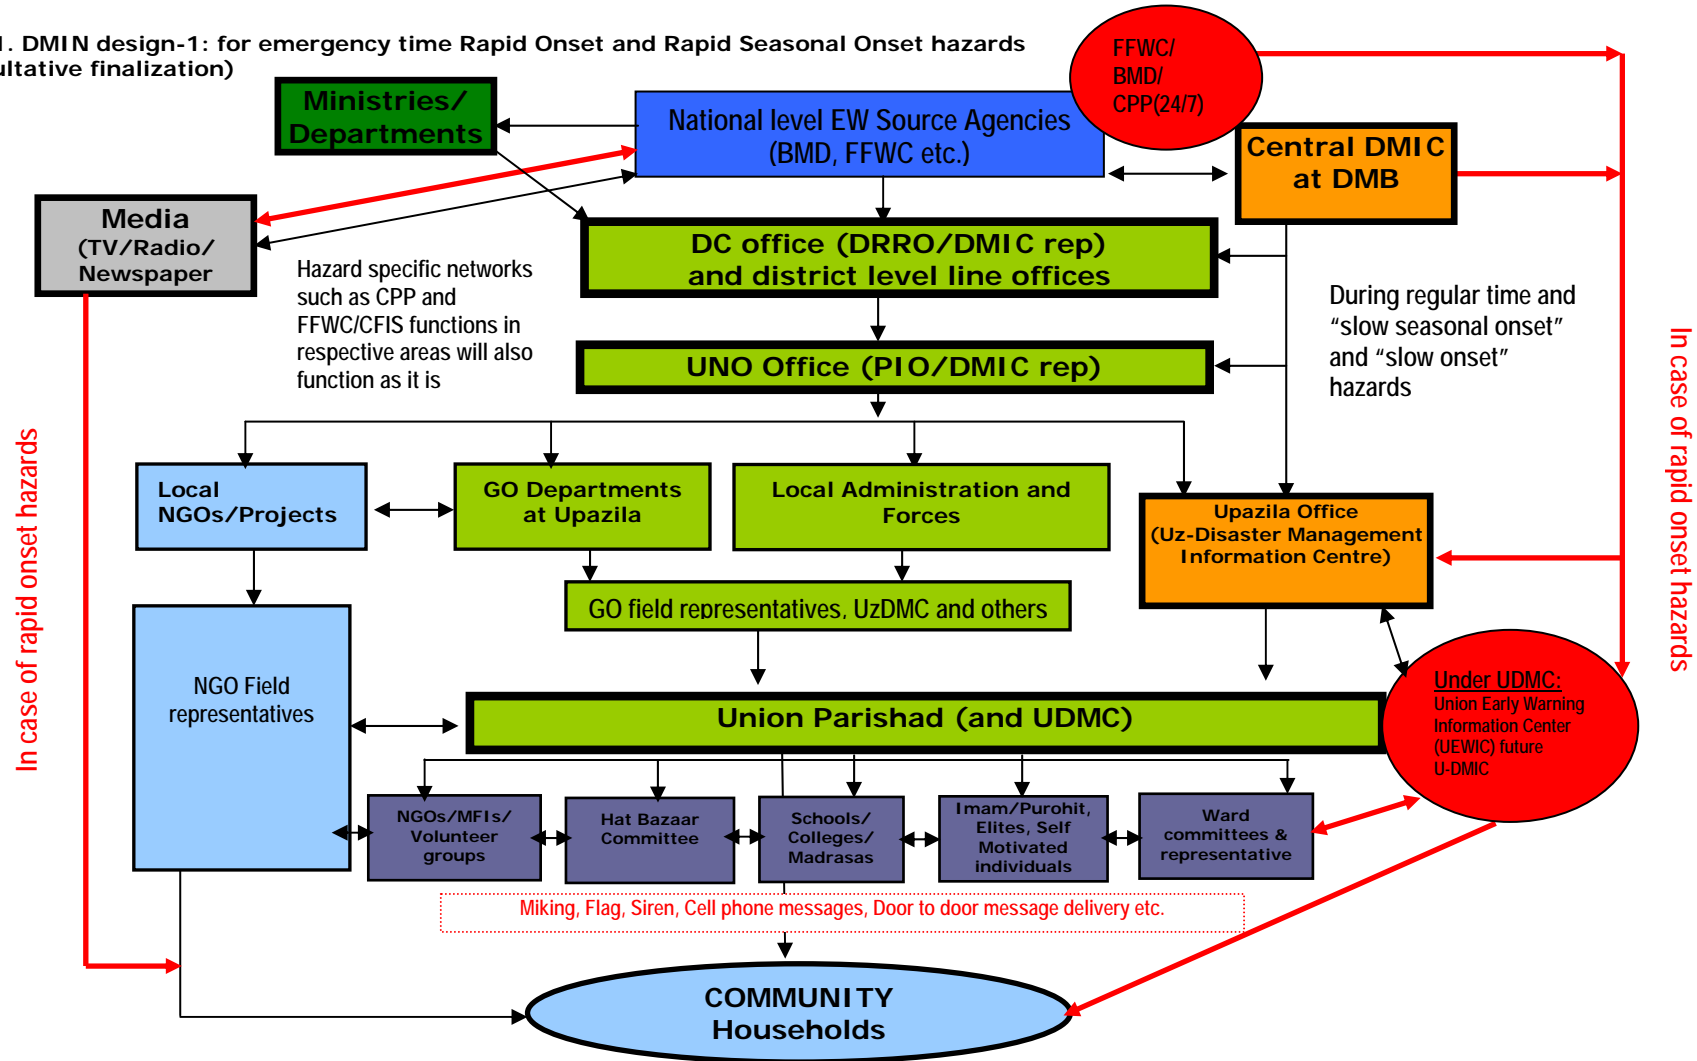 1. DMIN design-1: for emergency time Rapid Onset and Rapid Seasonal Onset hazards
ultative finalization)
FFWC/
BMD/
CPP(24/7)
Ministries/
Departments
National level EW Source Agencies
(BMD, FFWC etc.)
Central DMIC
at DMB
Media
(TV/Radio/
Newspaper
DC office (DRRO/DMIC rep)
and district level line offices
Hazard specific networks
such as CPP and
FFWC/CFIS functions in
respective areas will also
function as it is
During regular time and
“slow seasonal onset”
and “slow onset”
hazards
UNO Office (PIO/DMIC rep)
In case of rapid onset hazards
In case of rapid onset hazards
Local
NGOs/Projects
GO Departments
at Upazila
Local Administration and
Forces
Upazila Office
(Uz-Disaster Management
Information Centre)
GO field representatives, UzDMC and others
NGO Field
representatives
Union Parishad (and UDMC)
Under UDMC:
Union Early Warning
Information Center
(UEWIC) future
U-DMIC
NGOs/MFIs/
Volunteer
groups
Hat Bazaar
Committee
Schools/
Colleges/
Madrasas
Imam/Purohit,
Elites, Self
Motivated
individuals
Ward
committees &
representative
Miking, Flag, Siren, Cell phone messages, Door to door message delivery etc.
COMMUNITY
Households